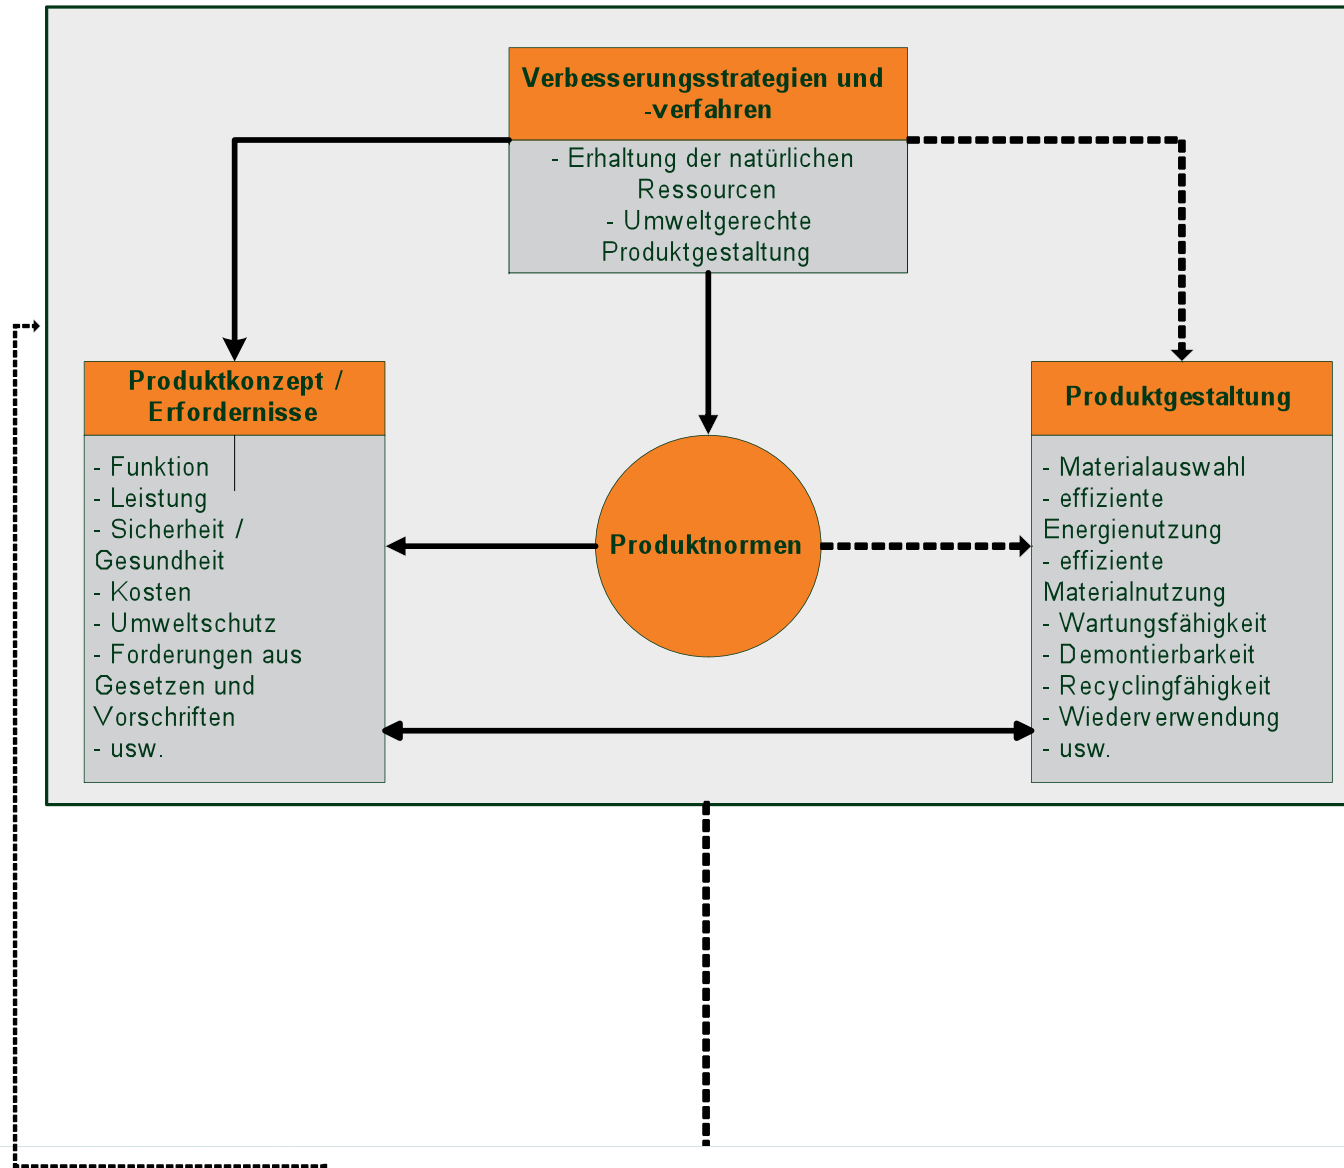 Verbesserungsstrategien und
-verfahren
- Erhaltung der natürlichen
Ressourcen
- Umweltgerechte
Produktgestaltung
Produktkonzept /
Erfordernisse
- Funktion
- Leistung
- Sicherheit /
Gesundheit
- Kosten
- Umweltschutz
- Forderungen aus
Gesetzen und
Vorschriften
- usw.
Produktnormen
Produktgestaltung
- Materialauswahl
- effiziente
Energienutzung
- effiziente
Materialnutzung
- Wartungsfähigkeit
- Demontierbarkeit
- Recyclingfähigkeit
- Wiederverwendung
- usw.